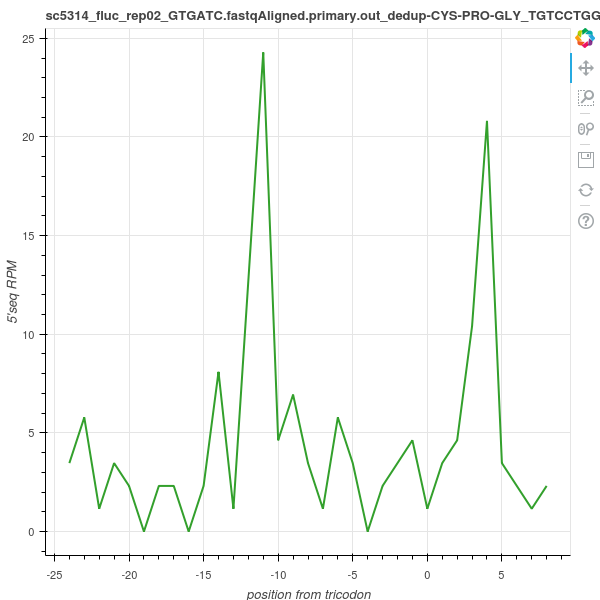 sc5314_fluc_rep02_GTGATC.fastqAligned.primary.out_dedup-CYS-PRO-GLY_TGTCCTGG
25
20
15
10
5
0
5'seq RPM
-25 -20 -15 -10 -5 0 5
position from tricodon